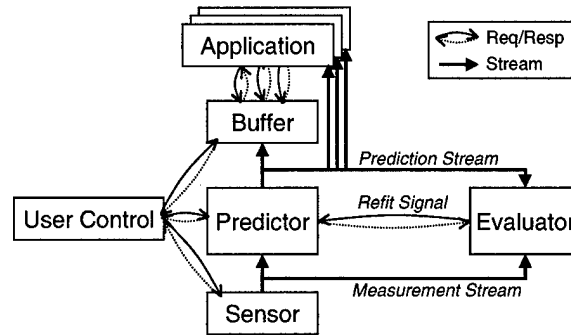 Application
Req/Resp
Stream
Buffer
Prediction Stream
User Control
Predictor
Refit Signal
Evaluator
Measurement Stream
Sensor